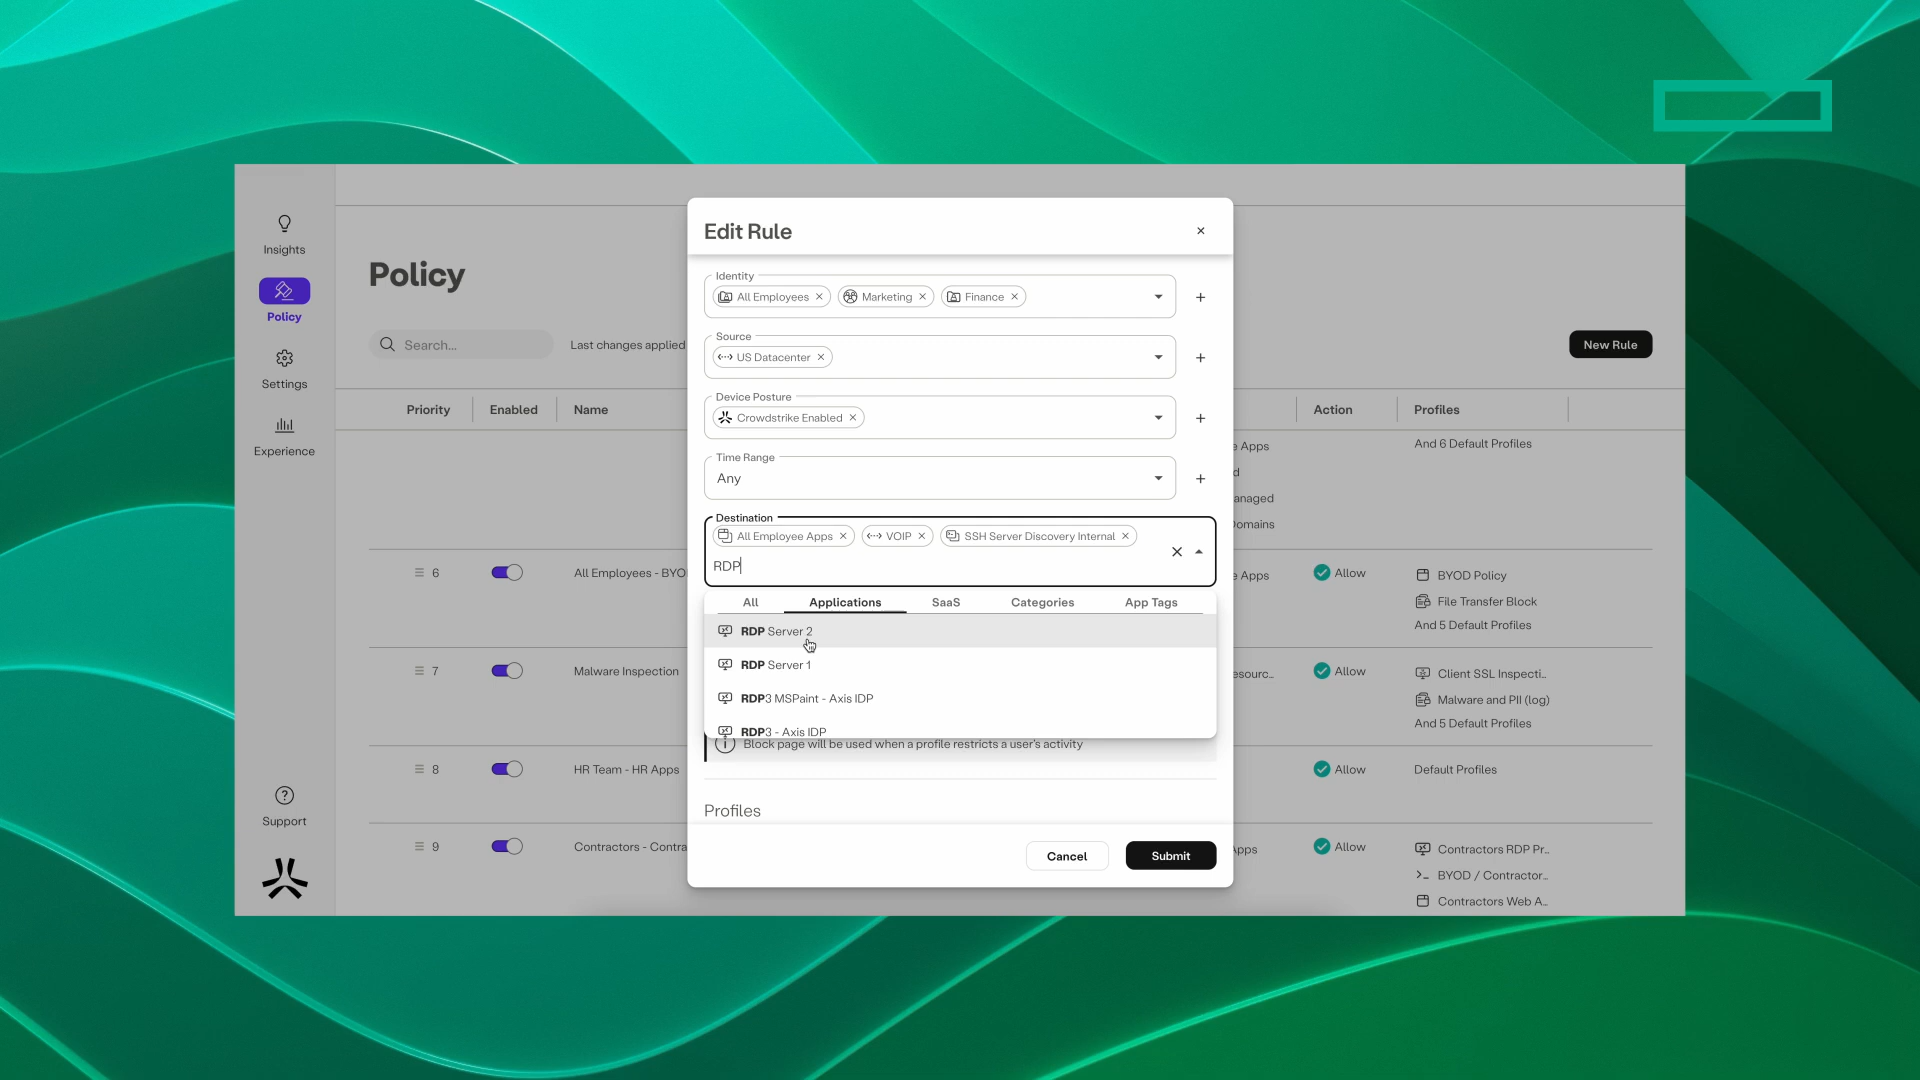 Insights
Policy
Settings
Experience
Support
Policy
Search...
Last changes applied
New Rule
Priority
Enabled
Name
Action
Profiles
Apps
And 6 Default Profiles
6
All Employees - BYO
Apps
Allow
BYOD Policy
File Transfer Block
And 5 Default Profiles
7
Malware Inspection
Allow
Client SSL Inspecti..
Malware and PII (log)
And 5 Default Profiles
8
HR Team - HR Apps
Allow
Default Profiles
9
Contractors - Contra
Allow
Contractors RDP Pr..
BYOD / Contractor..
Contractors Web A..
Edit Rule
Identity
All Employees
Marketing
Finance
Source
US Datacenter
Device Posture
Crowdstrike Enabled
Time Range
Any
Destination
All Employee Apps
VOIP
SSH Server Discovery Internal
RDP
All
Applications
SaaS
Categories
App Tags
RDP Server 2
RDP Server 1
RDP3 MSPaint - Axis IDP
RDP3 - Axis IDP
Block page will be used when a profile restricts a user's activity
Profiles
Cancel
Submit